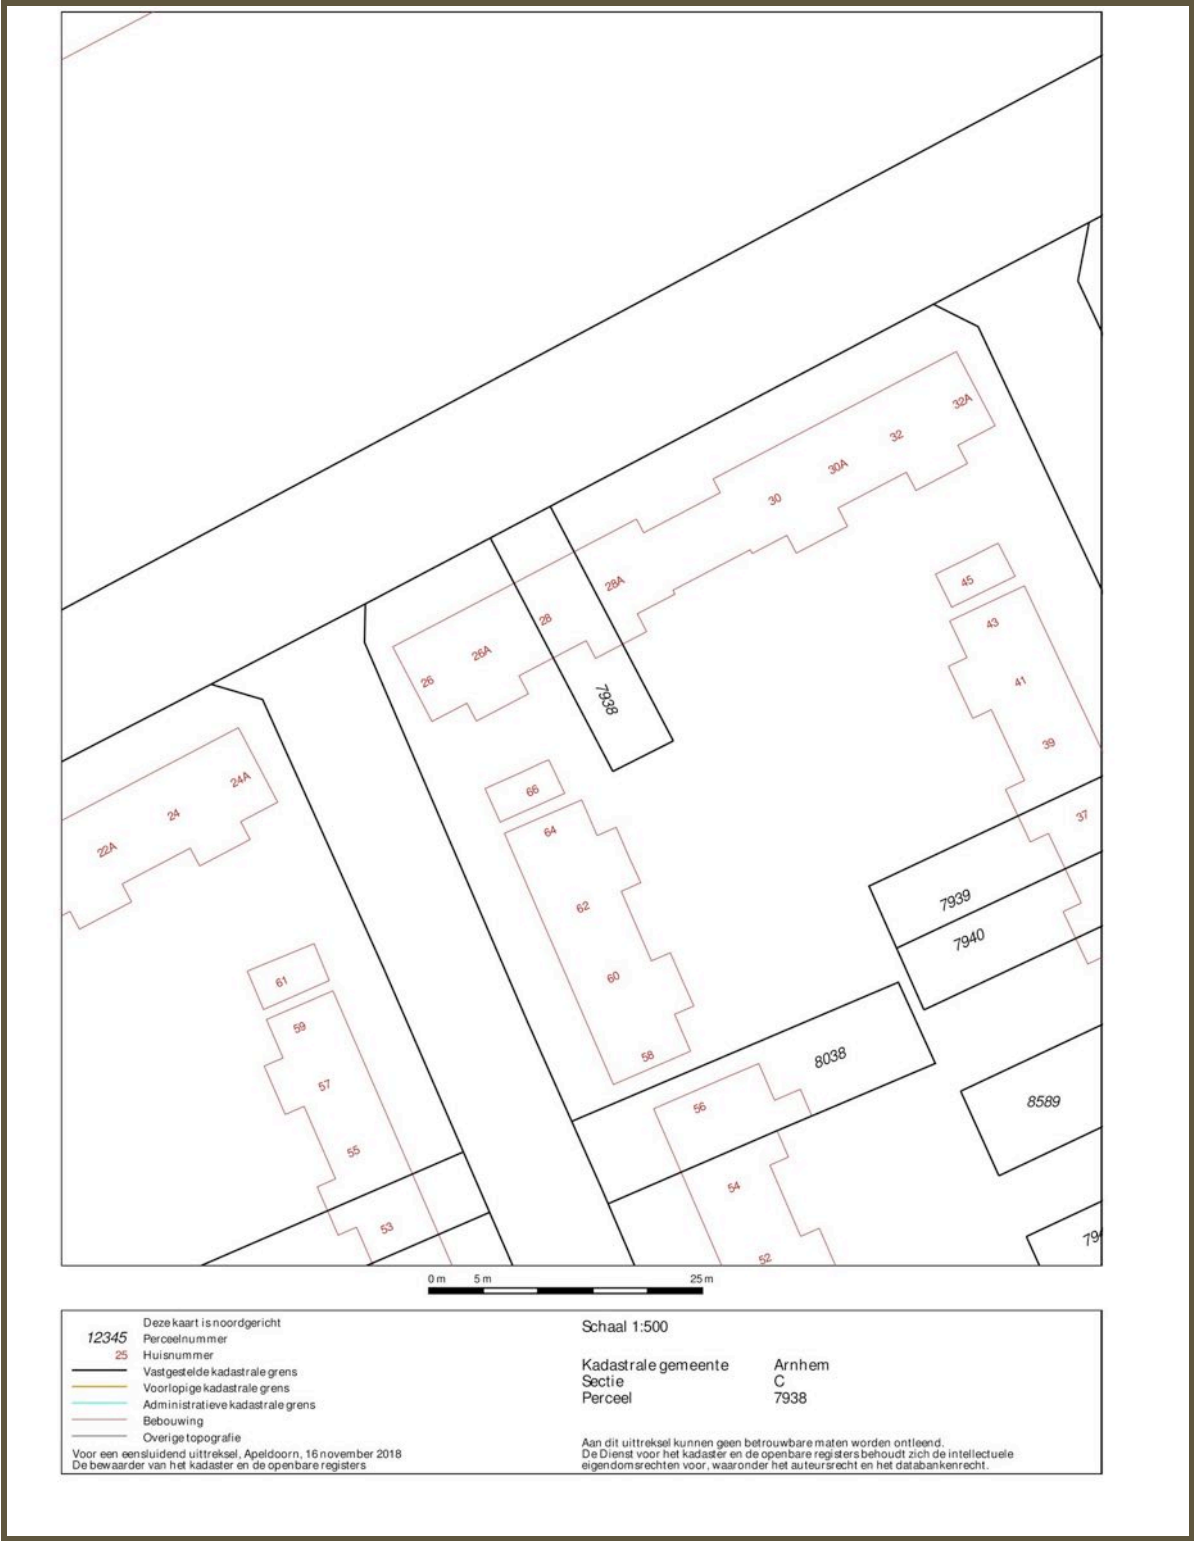 32A
32
30A
30
28A
28
26A
26
7938
45
43
41
39
37
24A
24
22A
66
64
62
60
58
7939
7940
61
59
57
55
53
8038
56
54
52
8589
0 m 5 m 25 m
Deze kaart is noordgericht
12345 Perceelnummer
25 Huisnummer
Vastgestelde kadastrale grens
Voorlopige kadastrale grens
Administratieve kadastrale grens
Bebouwing
Overige topografie
Voor een eensluidend uittreksel, Apeldoorn, 16 november 2018
De bewaarder van het kadaster en de openbare registers
Schaal 1:500
Kadastrale gemeente Arnhem
Sectie C
Perceel 7938
Aan dit uittreksel kunnen geen betrouwbare maten worden ontleend.
De Dienst voor het kadaster en de openbare registers behoudt zich de intellectuele
eigendomsrechten voor, waaronder het auteursrecht en het databankenrecht.